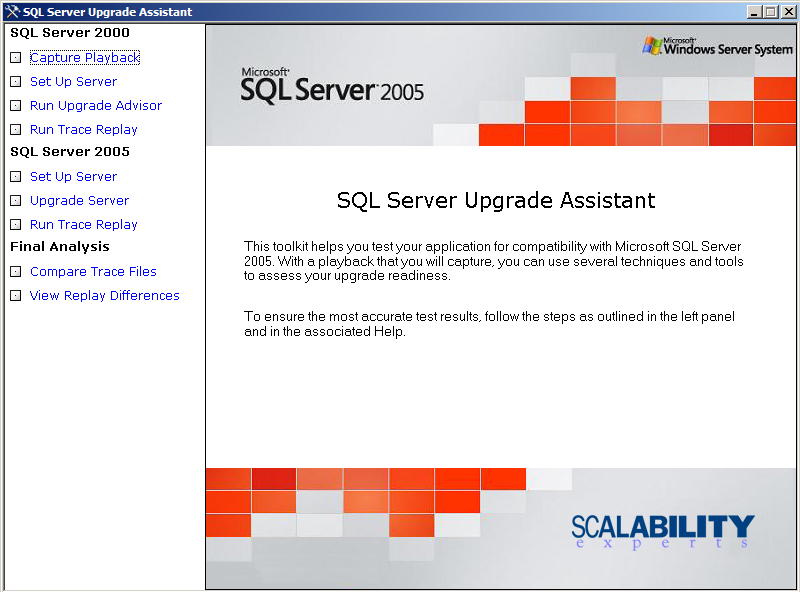 SQL Server Upgrade Assistant
SQL Server 2000
Capture Playback
Set Up Server
Run Upgrade Advisor
Run Trace Replay
SQL Server 2005
Set Up Server
Upgrade Server
Run Trace Replay
Final Analysis
Compare Trace Files
View Replay Differences
Microsoft
Windows Server System
Microsoft
SQL Server 2005
SQL Server Upgrade Assistant
This toolkit helps you test your application for compatibility with Microsoft SQL Server
2005. With a playback that you will capture, you can use several techniques and tools
to assess your upgrade readiness.
To ensure the most accurate test results, follow the steps as outlined in the left panel
and in the associated Help.
SCALABILITY
experts